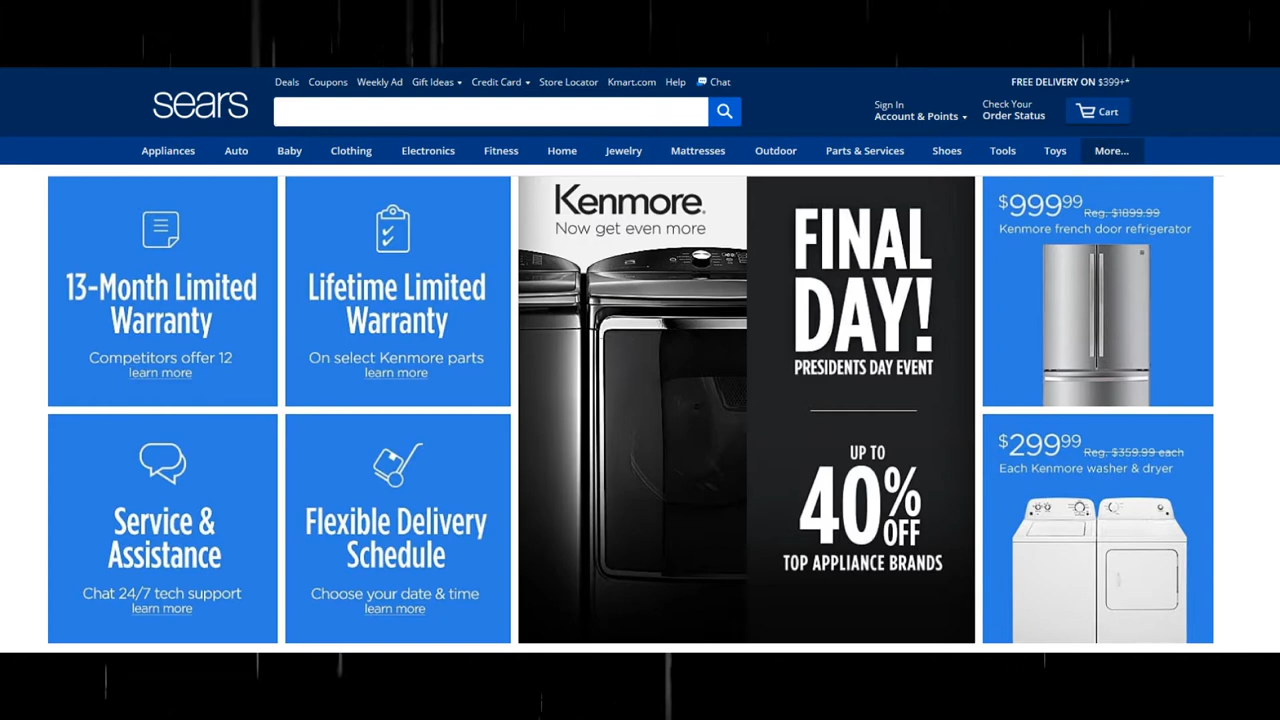 Deals Coupons Weekly Ad Gift Ideas Credit Card Store Locator Kmart.com Help Chat
FREE DELIVERY ON $399+*
sears
Sign In
Account & Points
Check Your
Order Status
Cart
Appliances Auto Baby Clothing Electronics Fitness Home Jewelry Mattresses Outdoor Parts & Services Shoes Tools Toys More...
13-Month Limited
Warranty
Competitors offer 12
learn more
Lifetime Limited
Warranty
On select Kenmore parts
learn more
Service &
Assistance
Chat 24/7 tech support
learn more
Flexible Delivery
Schedule
Choose your date & time
learn more
Kenmore.
Now get even more
FINAL
DAY!
PRESIDENTS DAY EVENT
UP TO
40% OFF
TOP APPLIANCE BRANDS
$999.99 Reg. $1899.99
Kenmore french door refrigerator
$299.99 Reg. $359.99 each
Each Kenmore washer & dryer